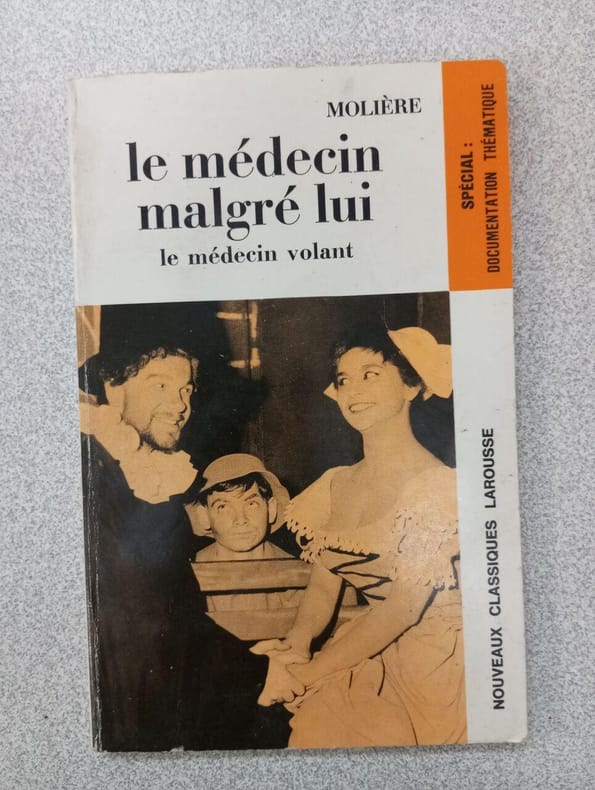 MOLIÈRE
le médecin
malgré lui
le médecin volant
SPÉCIAL :
DOCUMENTATION THÉMATIQUE
NOUVEAUX CLASSIQUES LAROUSSE